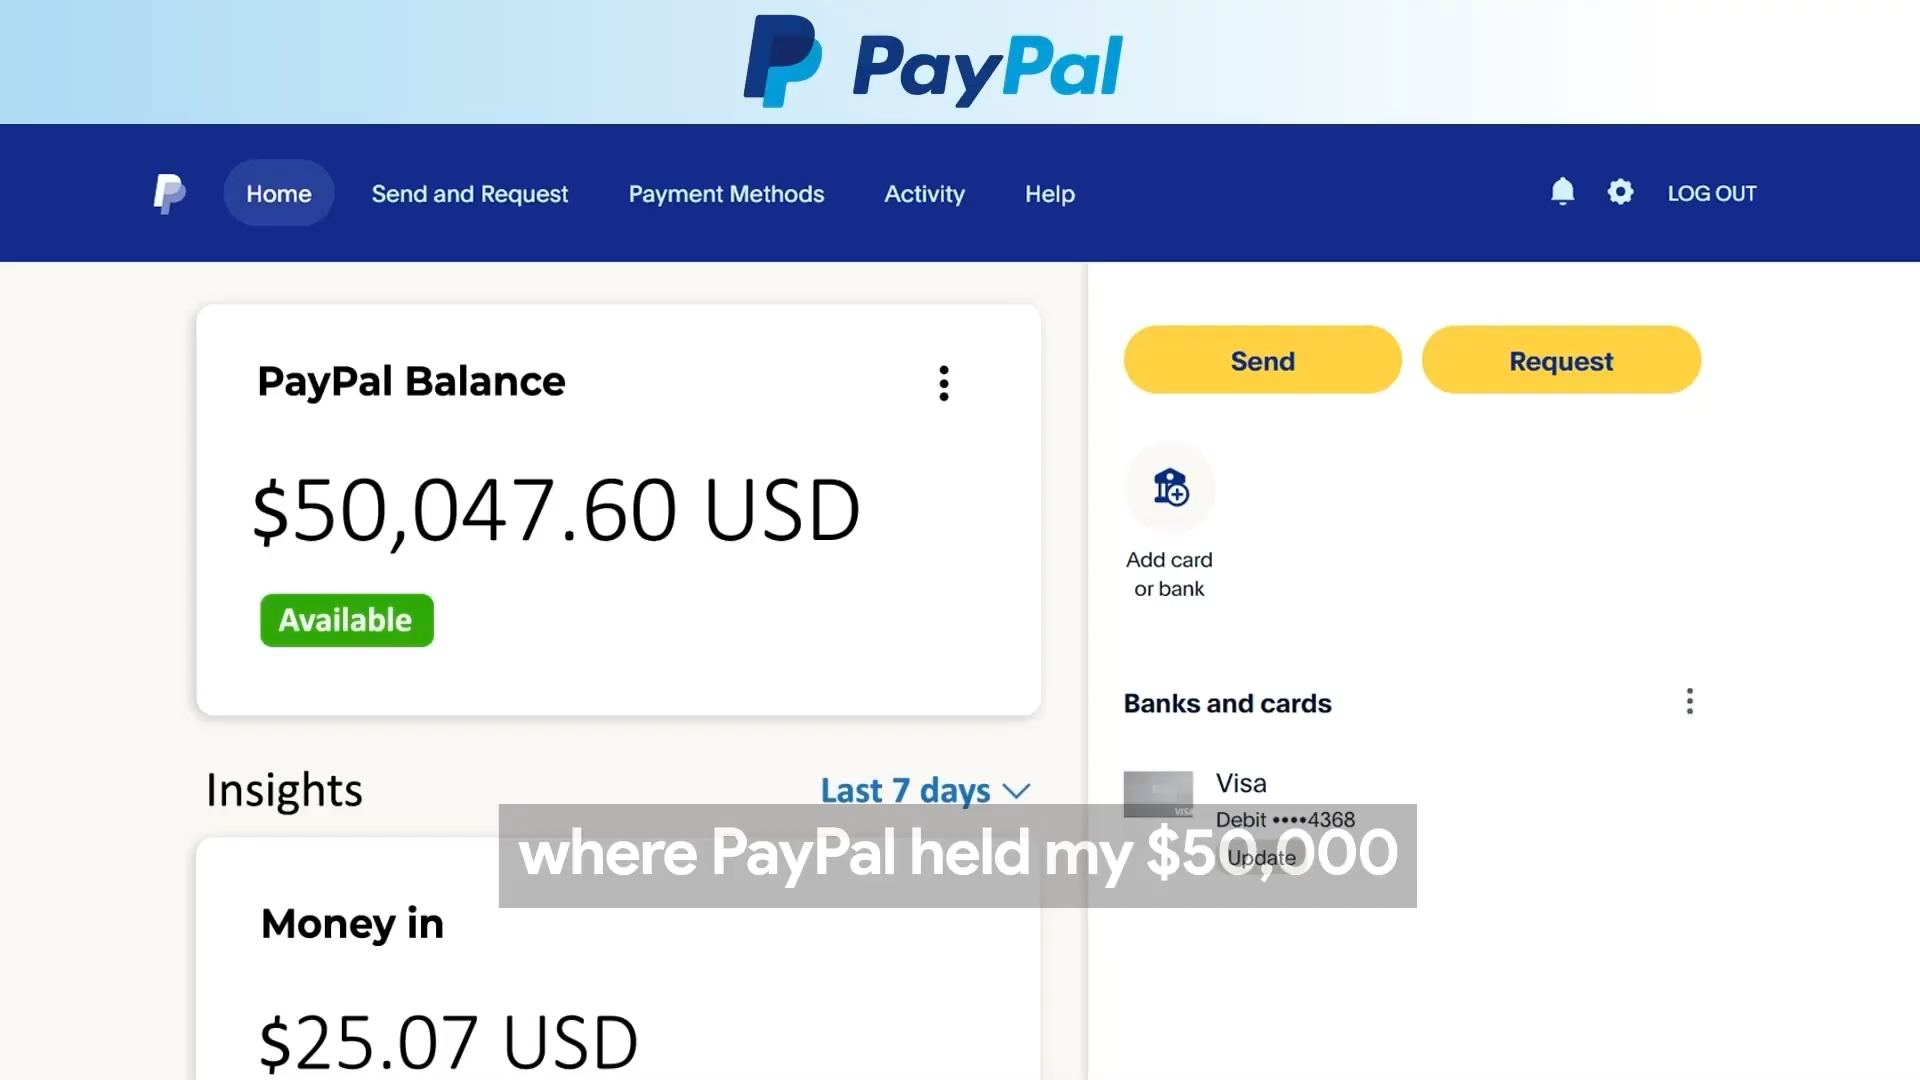 PayPal
Home
Send and Request
Payment Methods
Activity
Help
LOG OUT
PayPal Balance
$50,047.60 USD
Available
Insights
Last 7 days
Money in
$25.07 USD
Send
Request
Add card
or bank
Banks and cards
VISA
Visa
Debit ••••4368
Update
where PayPal held my $50,000